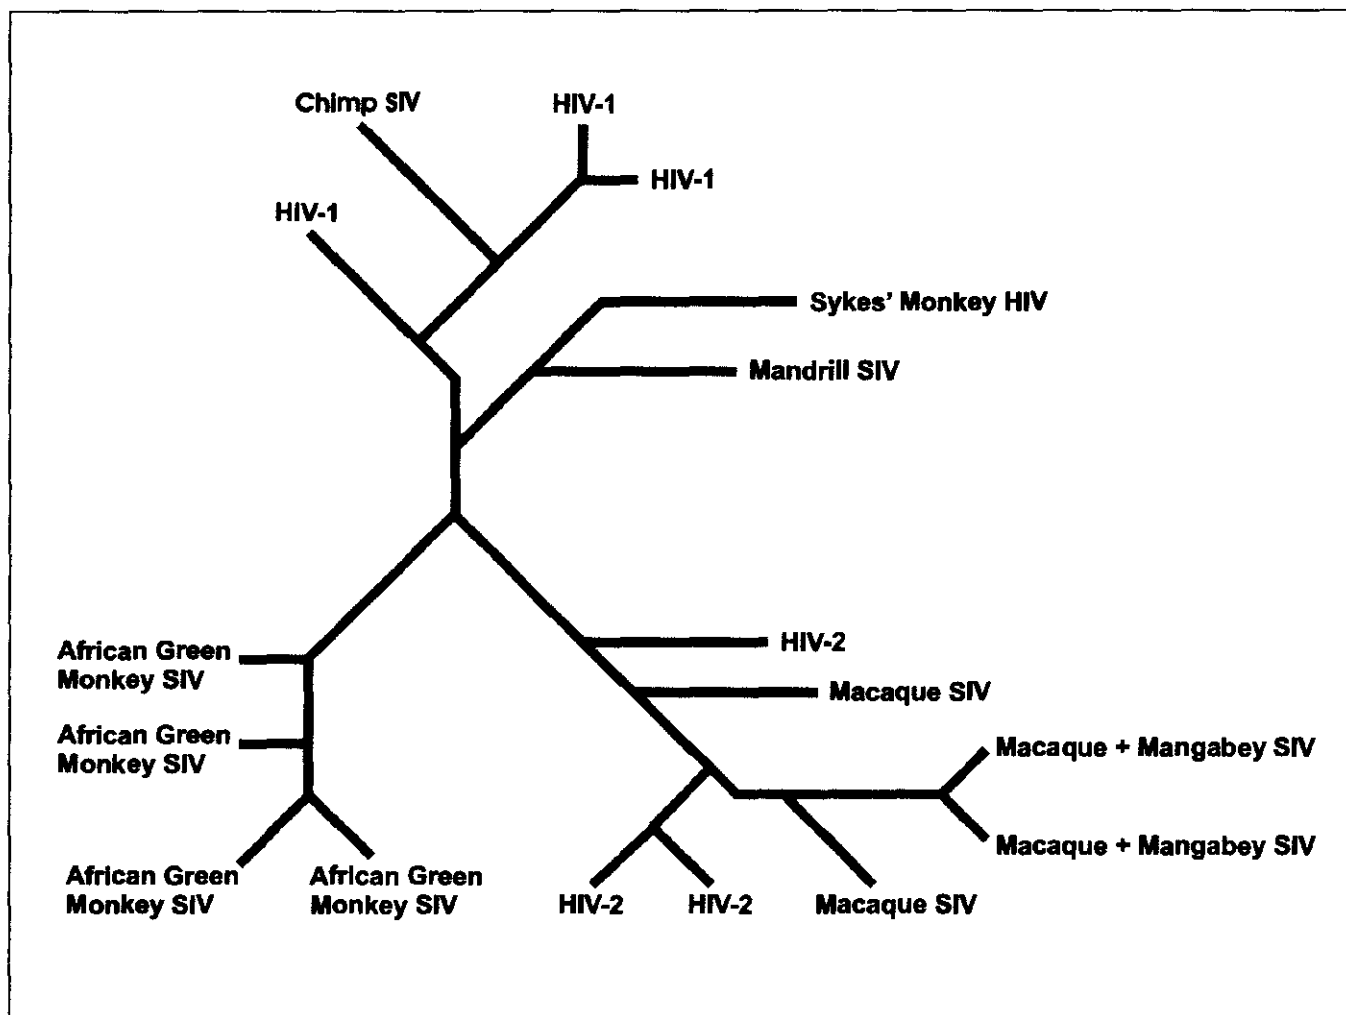 Chimp SIV
HIV-1
HIV-1
HIV-1
Sykes' Monkey HIV
Mandrill SIV
African Green
Monkey SIV
HIV-2
Macaque SIV
African Green
Monkey SIV
Macaque + Mangabey SIV
Macaque + Mangabey SIV
African Green
Monkey SIV
African Green
Monkey SIV
HIV-2
HIV-2
Macaque SIV